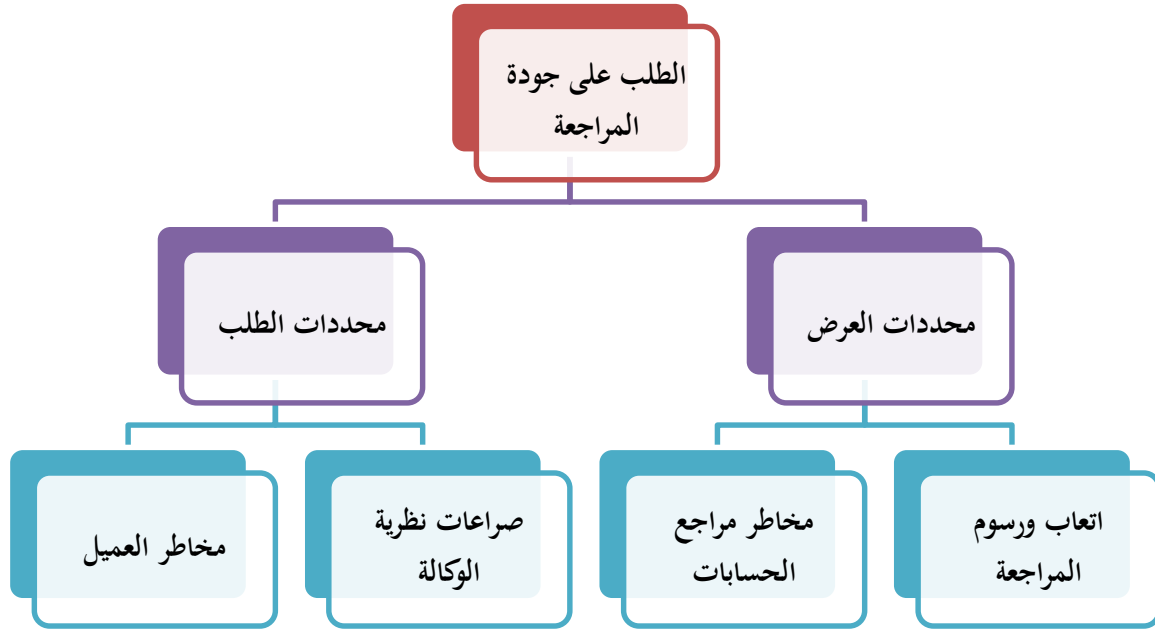 الطلب على جودة
المراجعة
محددات العرض
محددات الطلب
اتعاب ورسوم
المراجعة
مخاطر مراجع
الحسابات
صراعات نظرية
الوكالة
مخاطر العميل